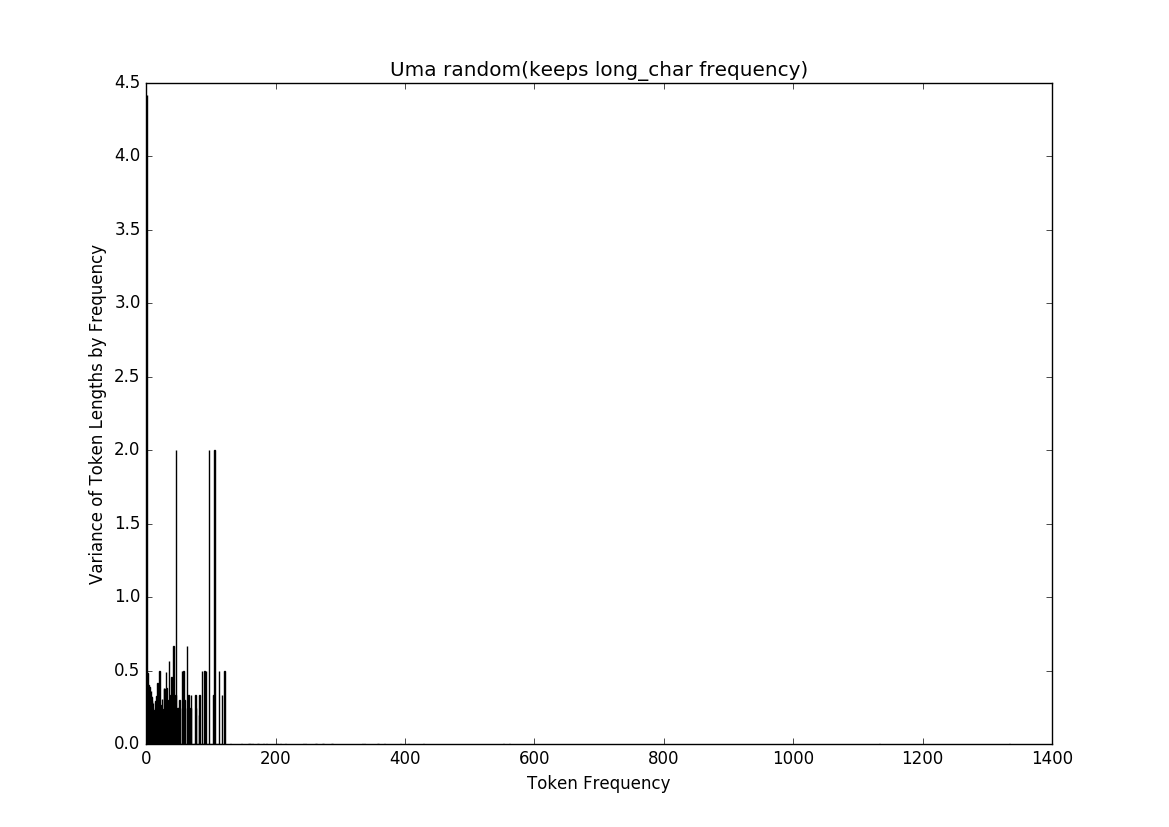 Uma random(keeps long_char frequency)
4.5
4.0
3.5
3.0
2.5
2.0
1.5
1.0
0.5
0.0
Variance of Token Lengths by Frequency
0 200 400 600 800 1000 1200 1400
Token Frequency